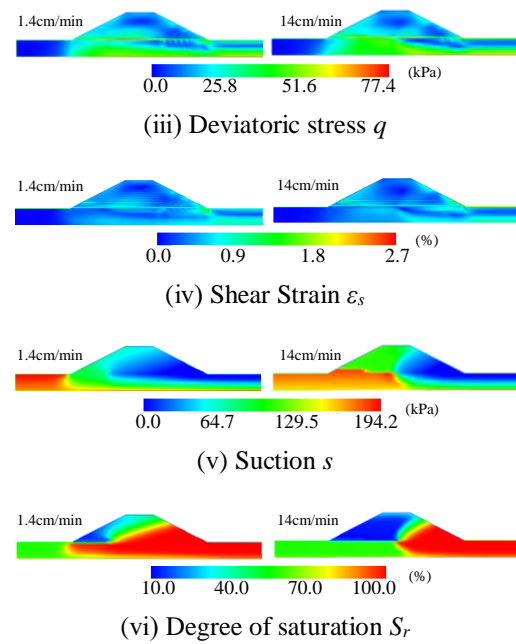 1.4cm/min 14cm/min
0.0 25.8 51.6 77.4 (kPa)
(iii) Deviatoric stress q
1.4cm/min 14cm/min
0.0 0.9 1.8 2.7 (%)
(iv) Shear Strain εs
1.4cm/min 14cm/min
0.0 64.7 129.5 194.2 (kPa)
(v) Suction s
1.4cm/min 14cm/min
10.0 40.0 70.0 100.0 (%)
(vi) Degree of saturation Sr